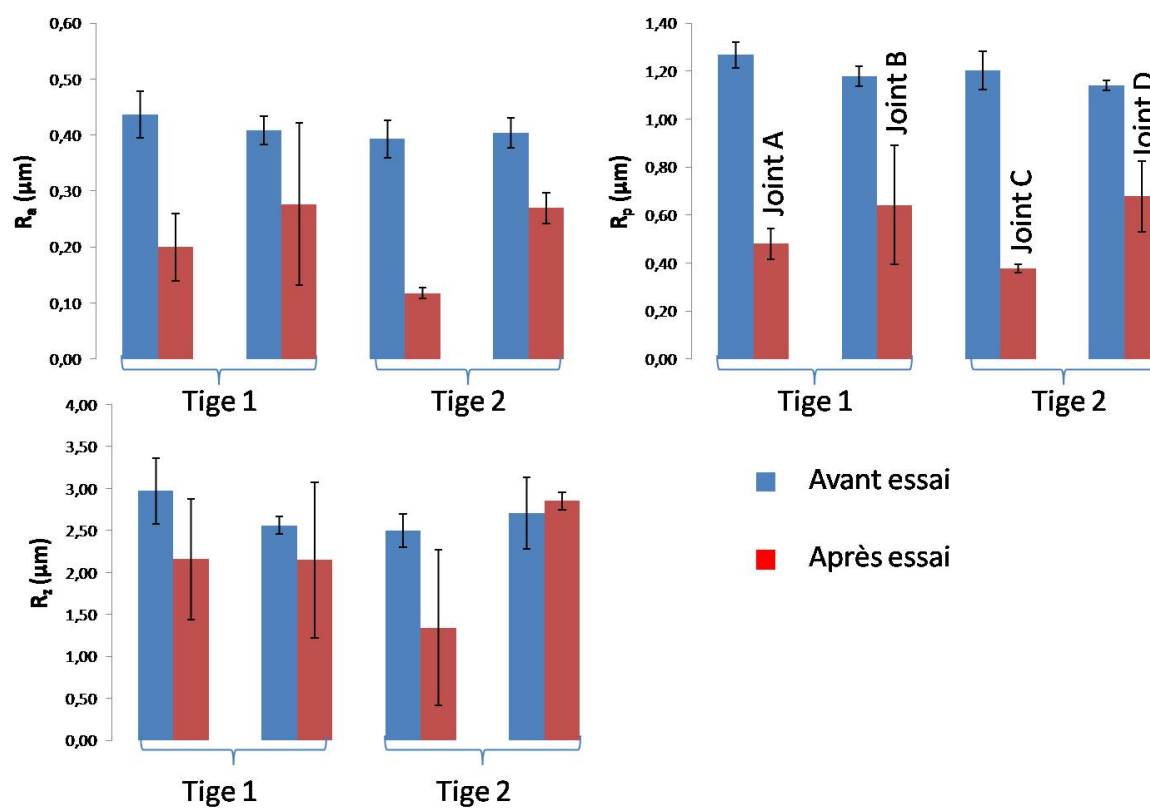 0,60
0,50
0,40
0,30
0,20
0,10
0,00
Ra (µm)
Tige 1
Tige 2
1,40
1,20
1,00
0,80
0,60
0,40
0,20
0,00
Rp (µm)
Joint A
Joint B
Joint C
Joint D
Tige 1
Tige 2
4,00
3,50
3,00
2,50
2,00
1,50
1,00
0,50
0,00
Rz (µm)
Tige 1
Tige 2
Avant essai
Après essai